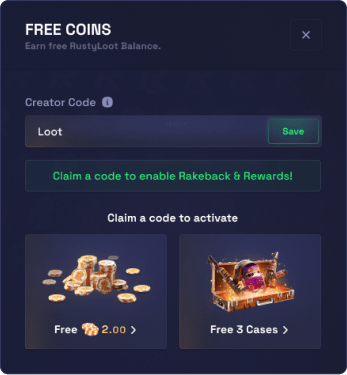 FREE COINS
Earn free RustyLoot Balance.
Creator Code
Loot
Save
Claim a code to enable Rakeback & Rewards!
Claim a code to activate
Free 2.00
Free 3 Cases